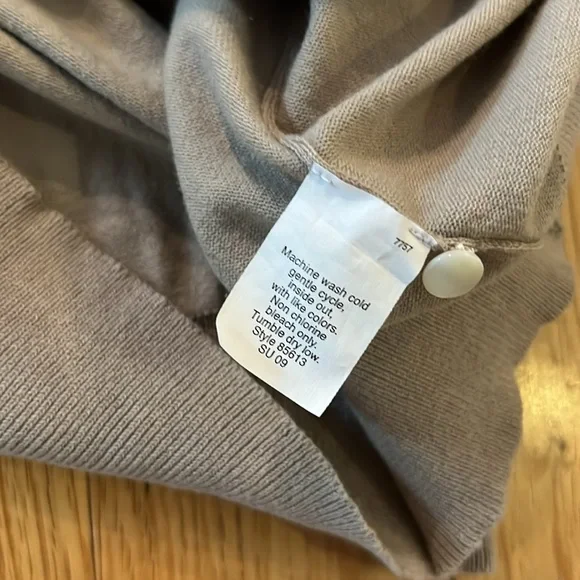 7757
Machine wash cold
gentle cycle,
inside out,
with like colors.
Non chlorine
bleach only.
Tumble dry low.
Style 85613
SU 09